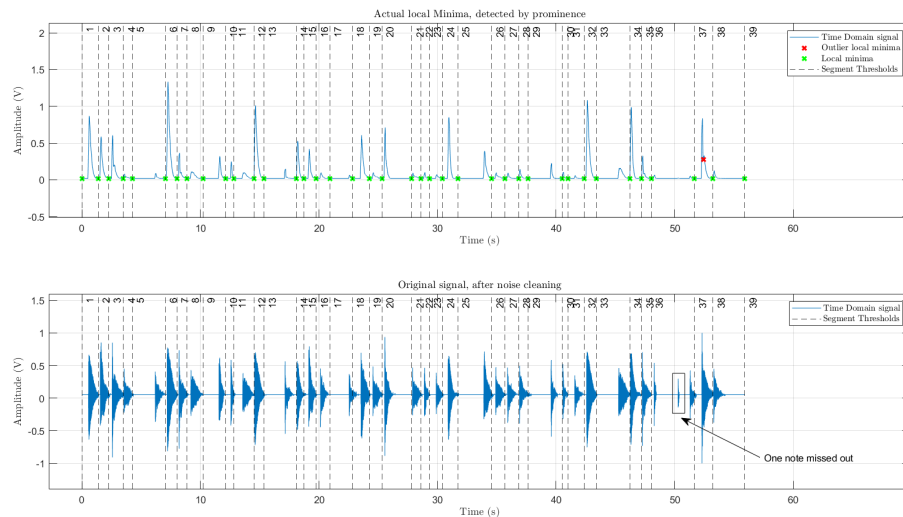 Actual local Minima, detected by prominence
1 2 3 4 5 6 7 8 9 10 11 12 13 14 15 16 17 18 19 20 21 22 23 24 25 26 27 28 29 30 31 32 33 34 35 36 37 38 39
Time Domain signal
Outlier local minima
Local minima
Segment Thresholds
Amplitude (V)
2
1.5
1
0.5
0
-0.5
0 10 20 30 40 50 60
Time (s)
Original signal, after noise cleaning
1 2 3 4 5 6 7 8 9 10 11 12 13 14 15 16 17 18 19 20 21 22 23 24 25 26 27 28 29 30 31 32 33 34 35 36 37 38 39
Time Domain signal
Segment Thresholds
Amplitude (V)
1.5
1
0.5
0
-0.5
-1
One note missed out
0 10 20 30 40 50 60
Time (s)